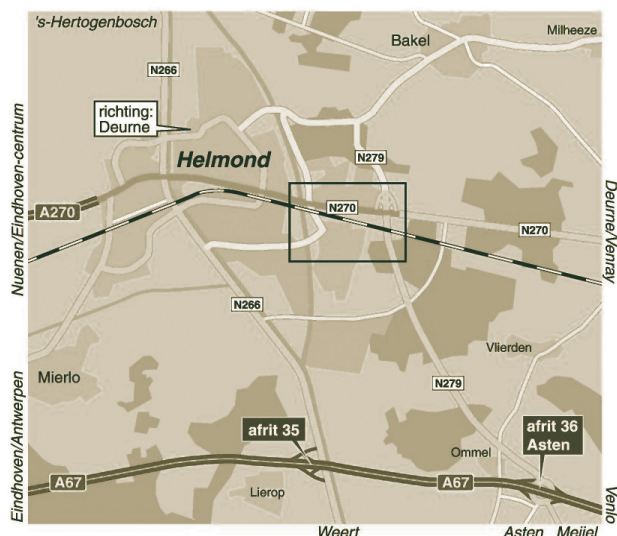 's-Hertogenbosch
Milheeze
Bakel
N266
richting:
Deurne
Helmond
N279
Nuenen/Eindhoven-centrum
A270
N270
N270
Deurne/Venray
N266
Vlierden
Mierlo
N279
afrit 35
afrit 36
Asten
Ommel
Eindhoven/Antwerpen
A67
Lierop
A67
Venlo
Weert
Asten
Meijel